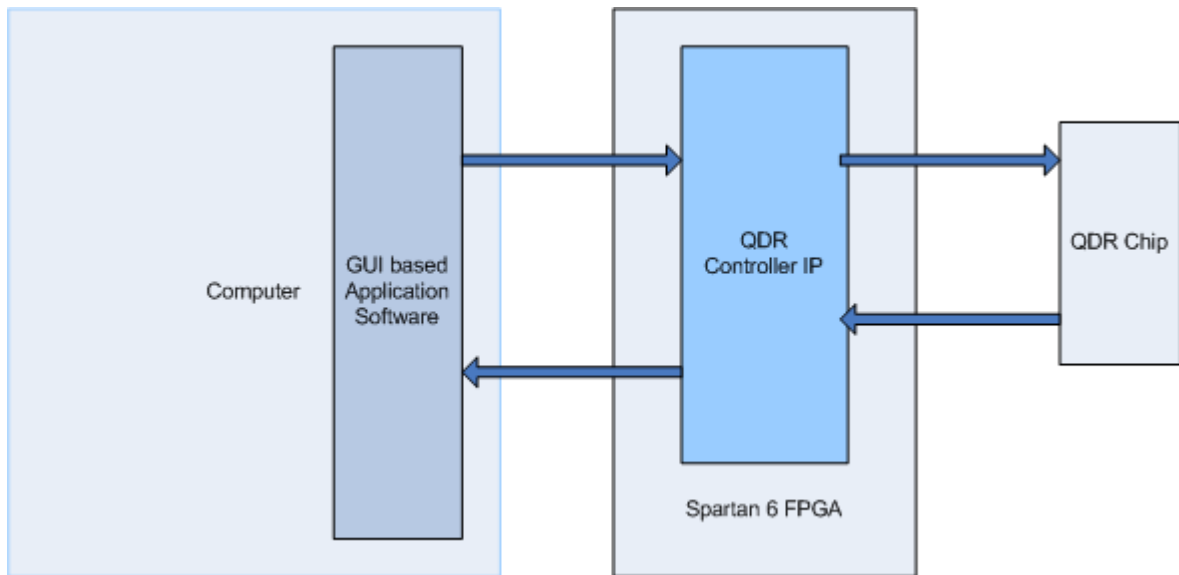 Computer
GUI based
Application
Software
QDR
Controller IP
Spartan 6 FPGA
QDR Chip